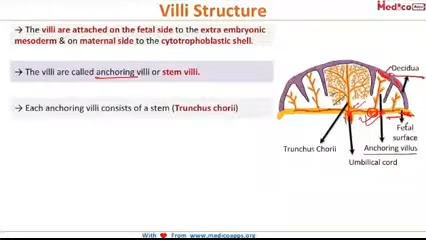 Villi Structure
Medico
→ The villi are attached on the fetal side to the extra embryonic
mesoderm & on maternal side to the cytotrophoblastic shell.
→ The villi are called anchoring villi or stem villi.
→ Each anchoring villi consists of a stem (Trunchus chorii)
Decidua
Fetal
surface
Anchoring villus
Trunchus Chorii
Umbilical cord
With ❤ From www.medicoapps.org